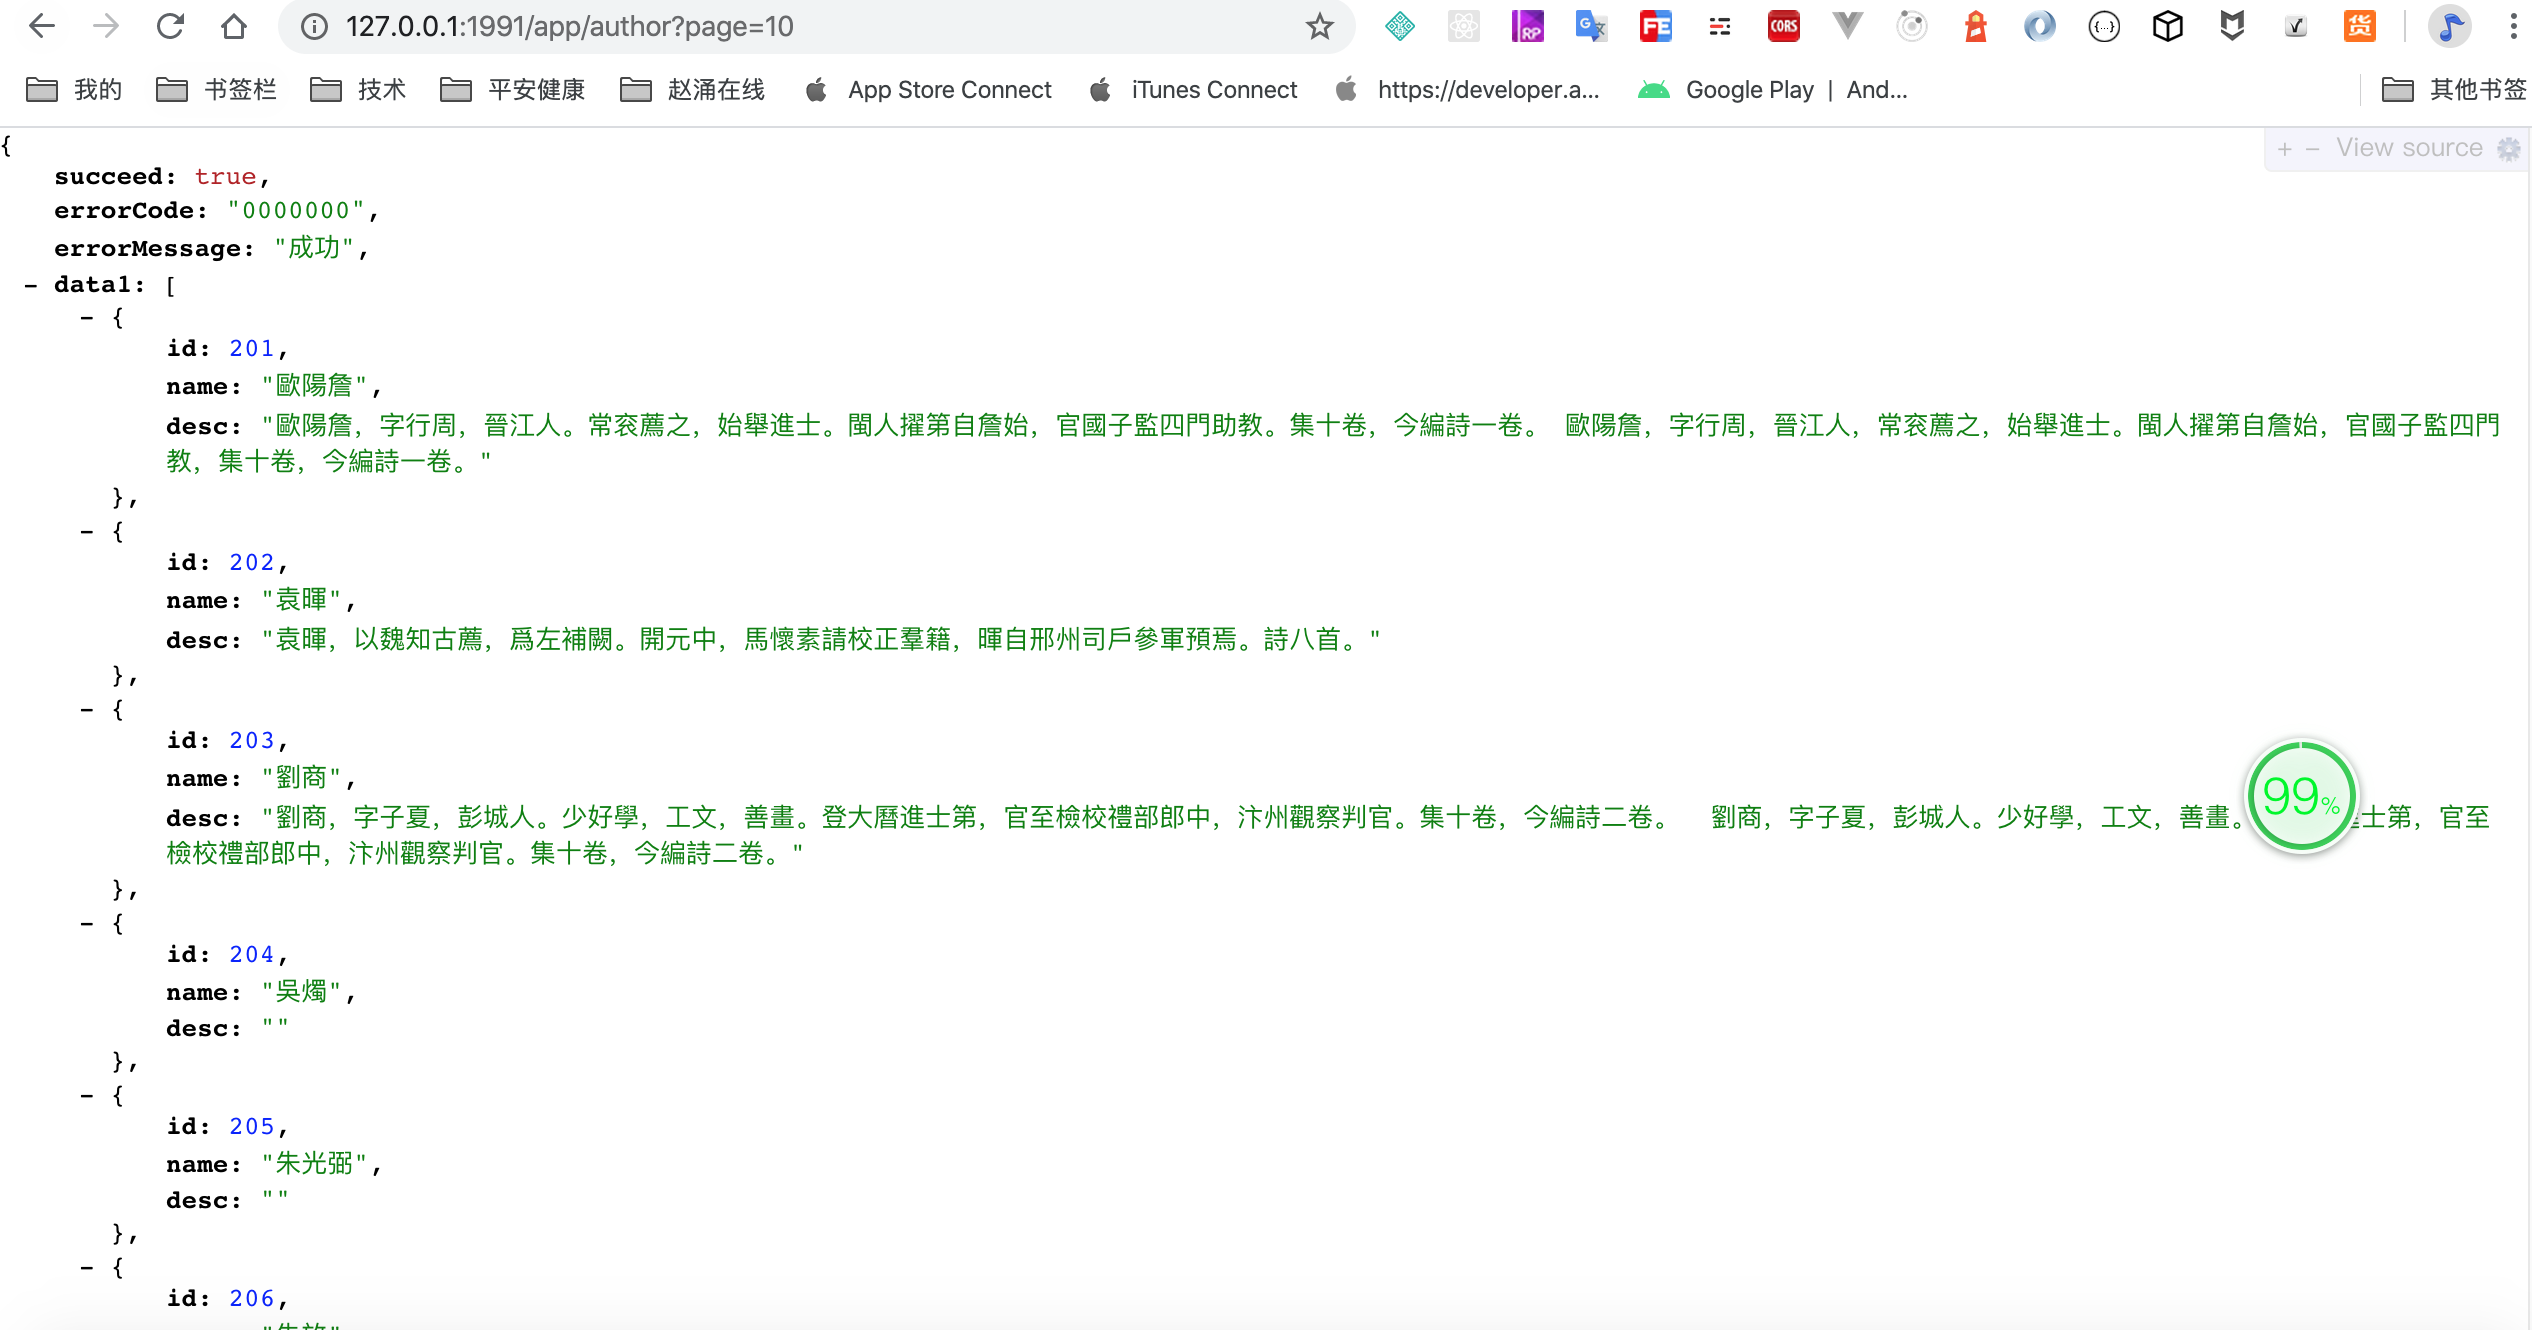 127.0.0.1:1991/app/author?page=10
我的 书签栏 技术 平安健康 赵涌在线 App Store Connect iTunes Connect https://developer.a... Google Play | And... 其他书签
+ − View source
{
succeed: true,
errorCode: "0000000",
errorMessage: "成功",
- data1: [
- {
id: 201,
name: "歐陽詹",
desc: "歐陽詹，字行周，晉江人。常衮薦之，始舉進士。閩人擢第自詹始，官國子監四門助教。集十卷，今編詩一卷。 歐陽詹，字行周，晉江人，常衮薦之，始舉進士。閩人擢第自詹始，官國子監四門
教，集十卷，今編詩一卷。"
},
- {
id: 202,
name: "袁暉",
desc: "袁暉，以魏知古薦，爲左補闕。開元中，馬懷素請校正羣籍，暉自邢州司戶參軍預焉。詩八首。"
},
- {
id: 203,
name: "劉商",
desc: "劉商，字子夏，彭城人。少好學，工文，善畫。登大曆進士第，官至檢校禮部郎中，汴州觀察判官。集十卷，今編詩二卷。 劉商，字子夏，彭城人。少好學，工文，善畫。 士第，官至
檢校禮部郎中，汴州觀察判官。集十卷，今編詩二卷。"
99%
},
- {
id: 204,
name: "吳燭",
desc: ""
},
- {
id: 205,
name: "朱光弼",
desc: ""
},
- {
id: 206,